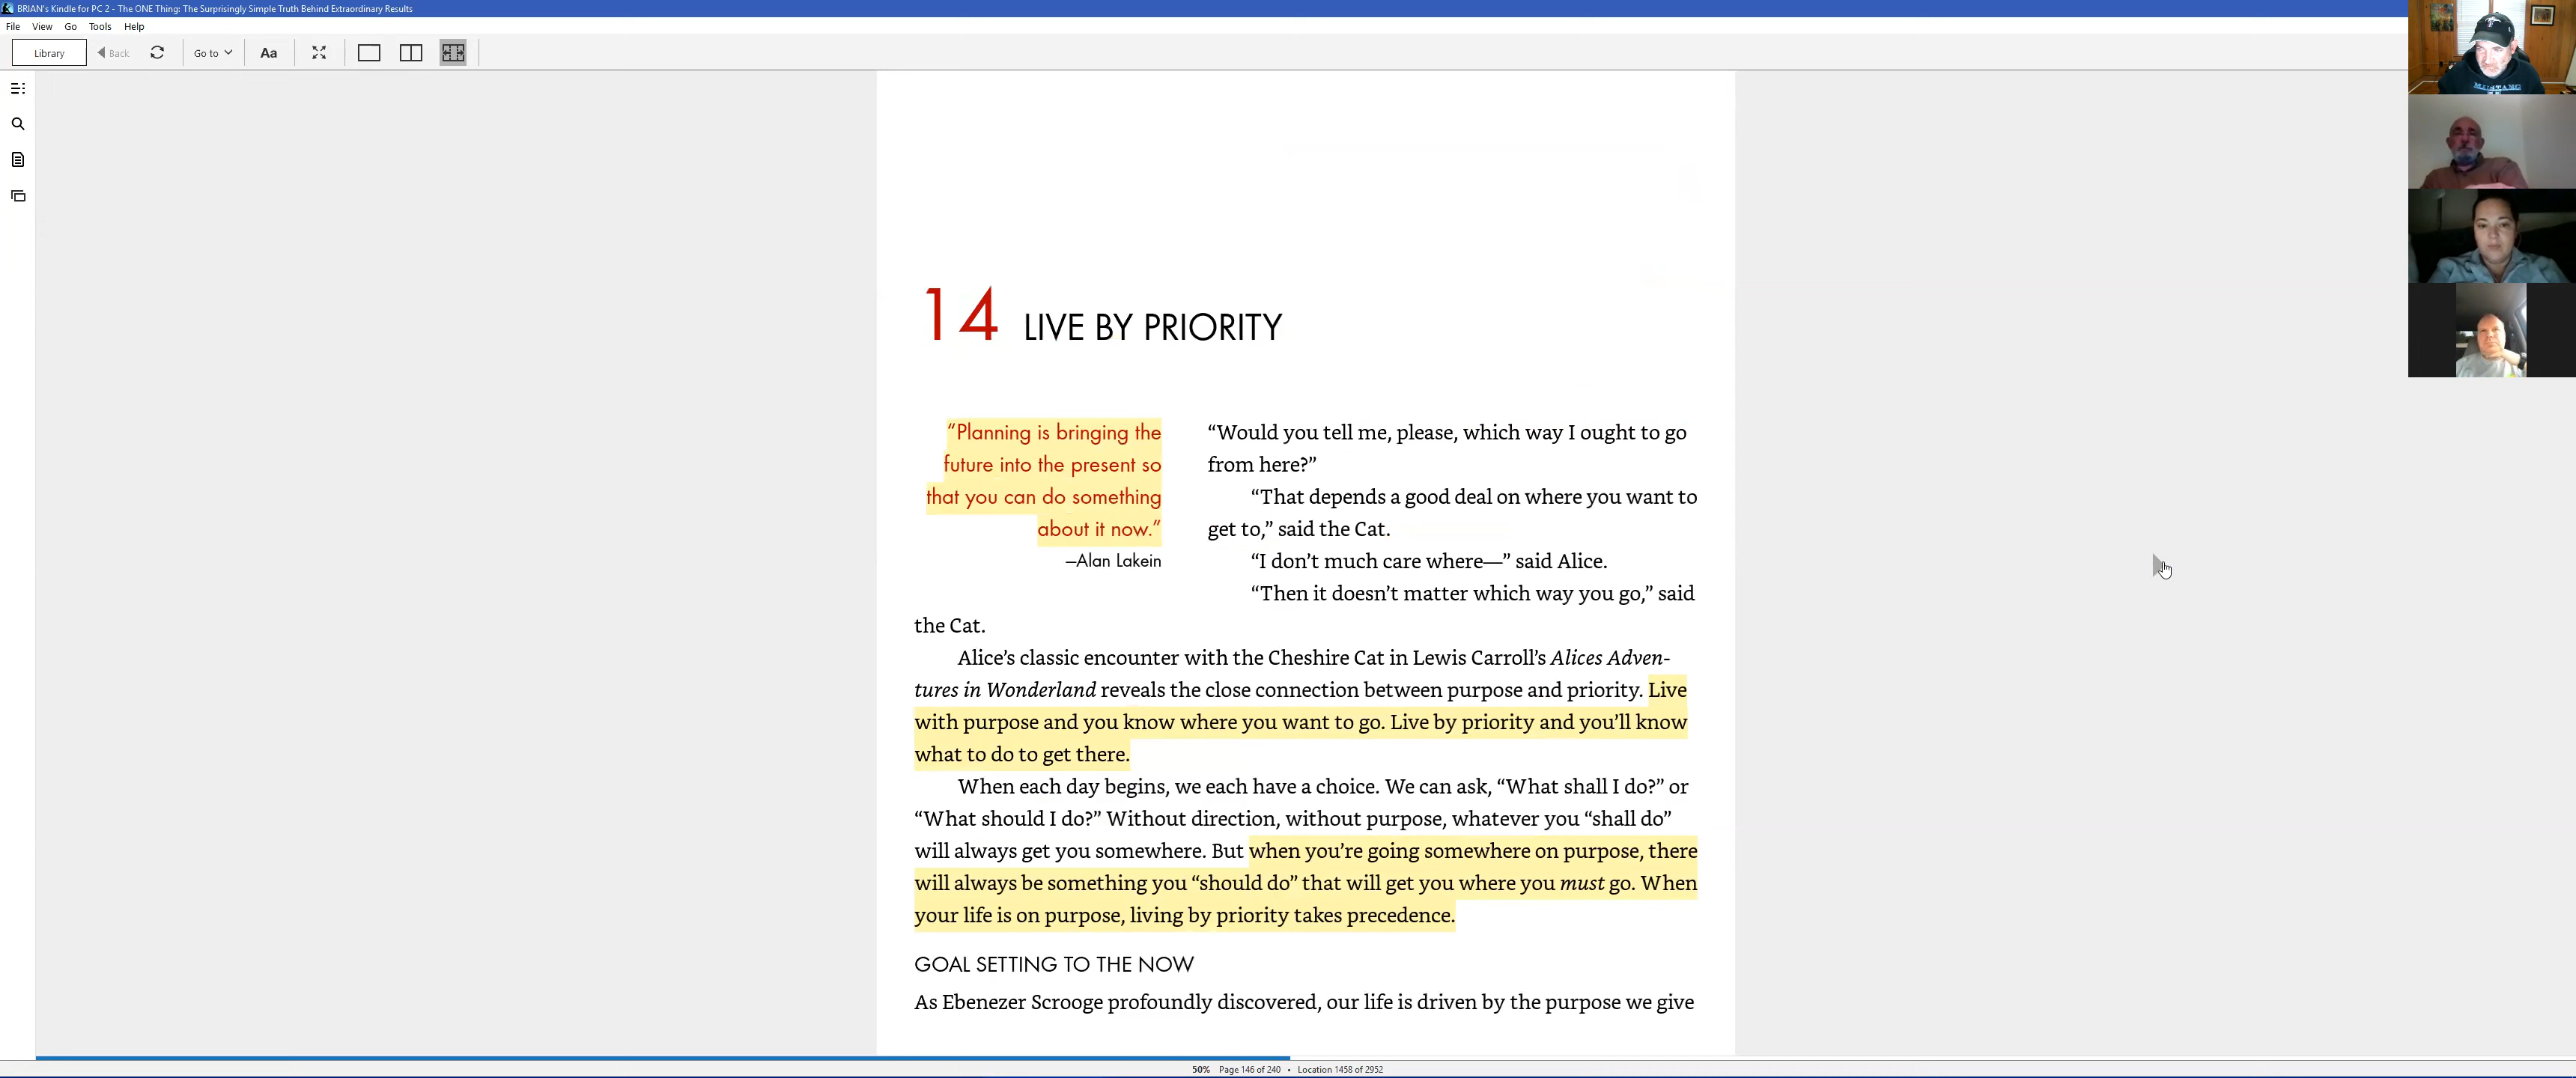 BRIAN's Kindle for PC 2 - The ONE Thing: The Surprisingly Simple Truth Behind Extraordinary Results
File View Go Tools Help
Library Back Go to Aa
14 LIVE BY PRIORITY
“Planning is bringing the
future into the present so
that you can do something
about it now.”
—Alan Lakein
“Would you tell me, please, which way I ought to go
from here?”
“That depends a good deal on where you want to
get to,” said the Cat.
“I don’t much care where—” said Alice.
“Then it doesn’t matter which way you go,” said
the Cat.
Alice’s classic encounter with the Cheshire Cat in Lewis Carroll’s Alices Adven-
tures in Wonderland reveals the close connection between purpose and priority. Live
with purpose and you know where you want to go. Live by priority and you’ll know
what to do to get there.
When each day begins, we each have a choice. We can ask, “What shall I do?” or
“What should I do?” Without direction, without purpose, whatever you “shall do”
will always get you somewhere. But when you’re going somewhere on purpose, there
will always be something you “should do” that will get you where you must go. When
your life is on purpose, living by priority takes precedence.
GOAL SETTING TO THE NOW
As Ebenezer Scrooge profoundly discovered, our life is driven by the purpose we give
50% Page 146 of 240 • Location 1458 of 2952